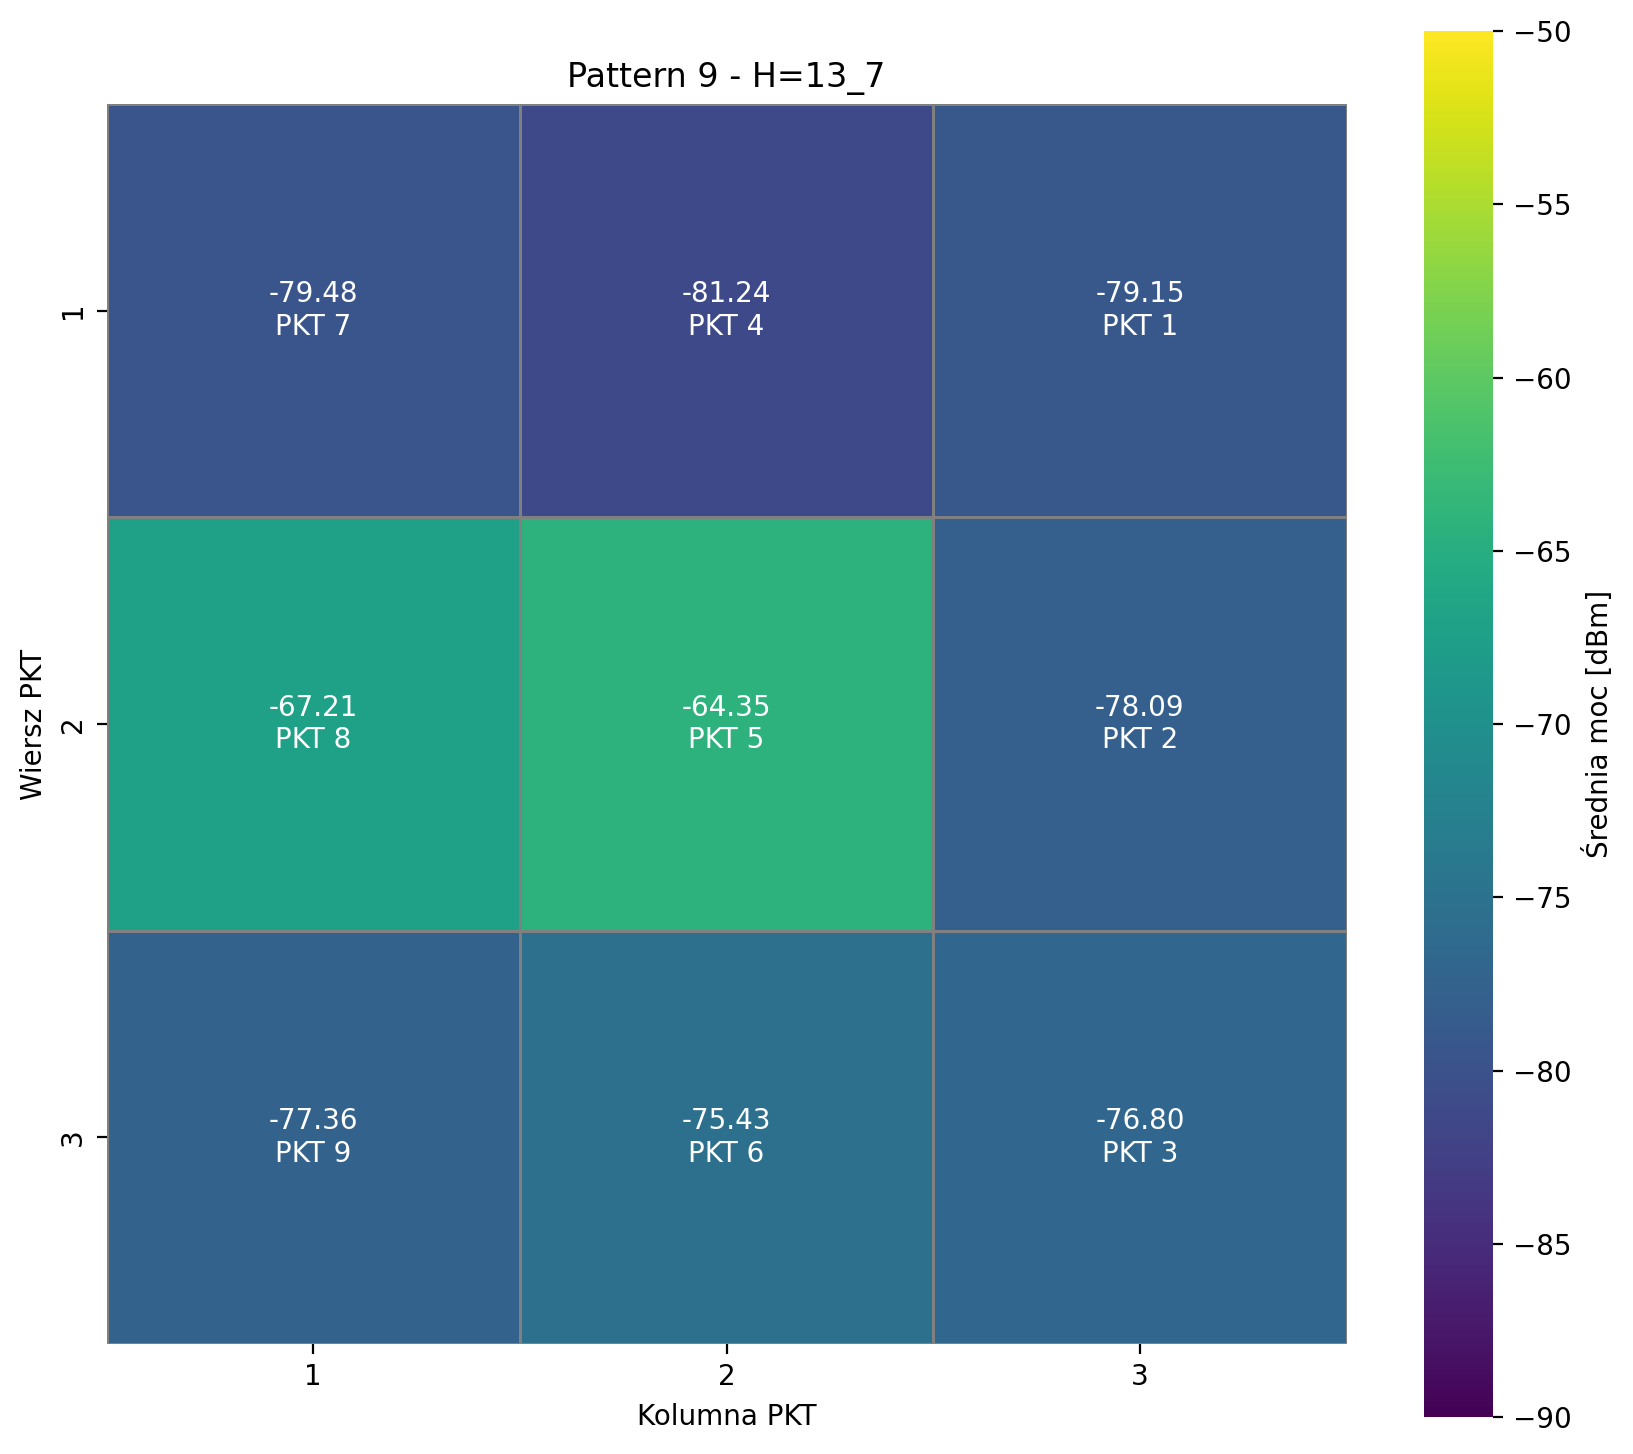 Pattern 9 - H=13_7
-79.48
PKT 7
-81.24
PKT 4
-79.15
PKT 1
-67.21
PKT 8
-64.35
PKT 5
-78.09
PKT 2
-77.36
PKT 9
-75.43
PKT 6
-76.80
PKT 3
1
2
3
Wiersz PKT
1
2
3
Kolumna PKT
−50
−55
−60
−65
−70
−75
−80
−85
−90
Średnia moc [dBm]